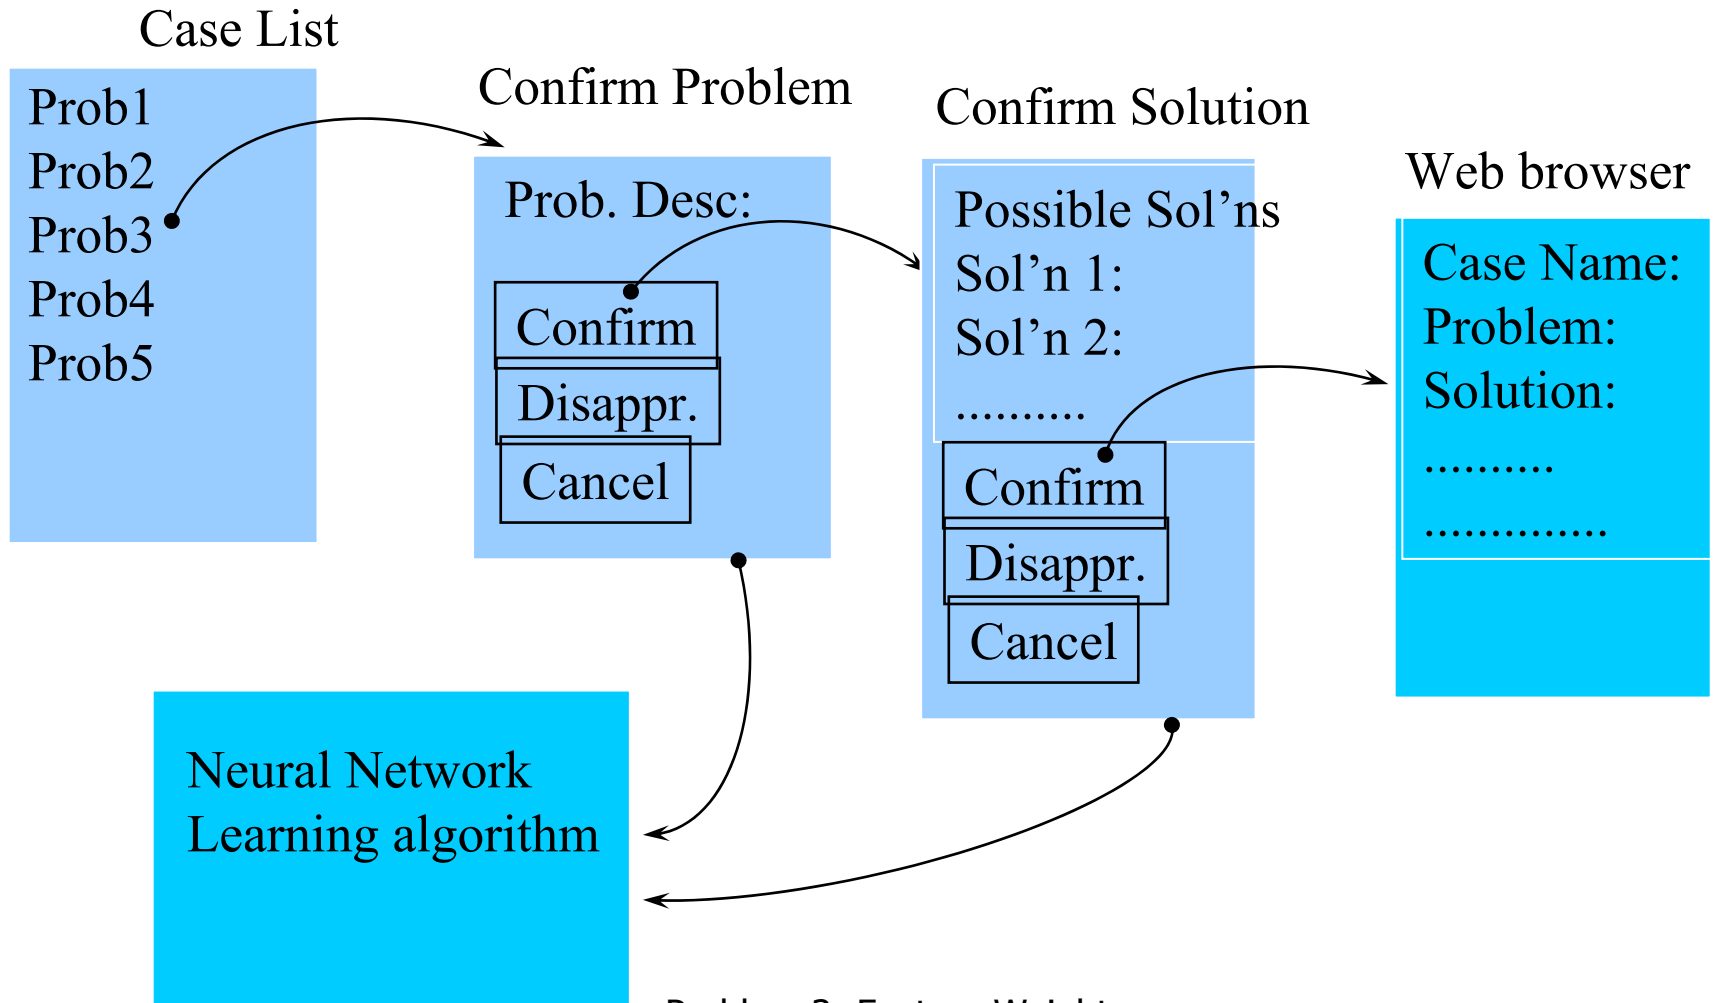 Case List
Prob1
Prob2
Prob3
Prob4
Prob5
Confirm Problem
Prob. Desc:
Confirm
Disappr.
Cancel
Confirm Solution
Possible Sol’ns
Sol’n 1:
Sol’n 2:
..........
Confirm
Disappr.
Cancel
Web browser
Case Name:
Problem:
Solution:
..........
..............
Neural Network
Learning algorithm